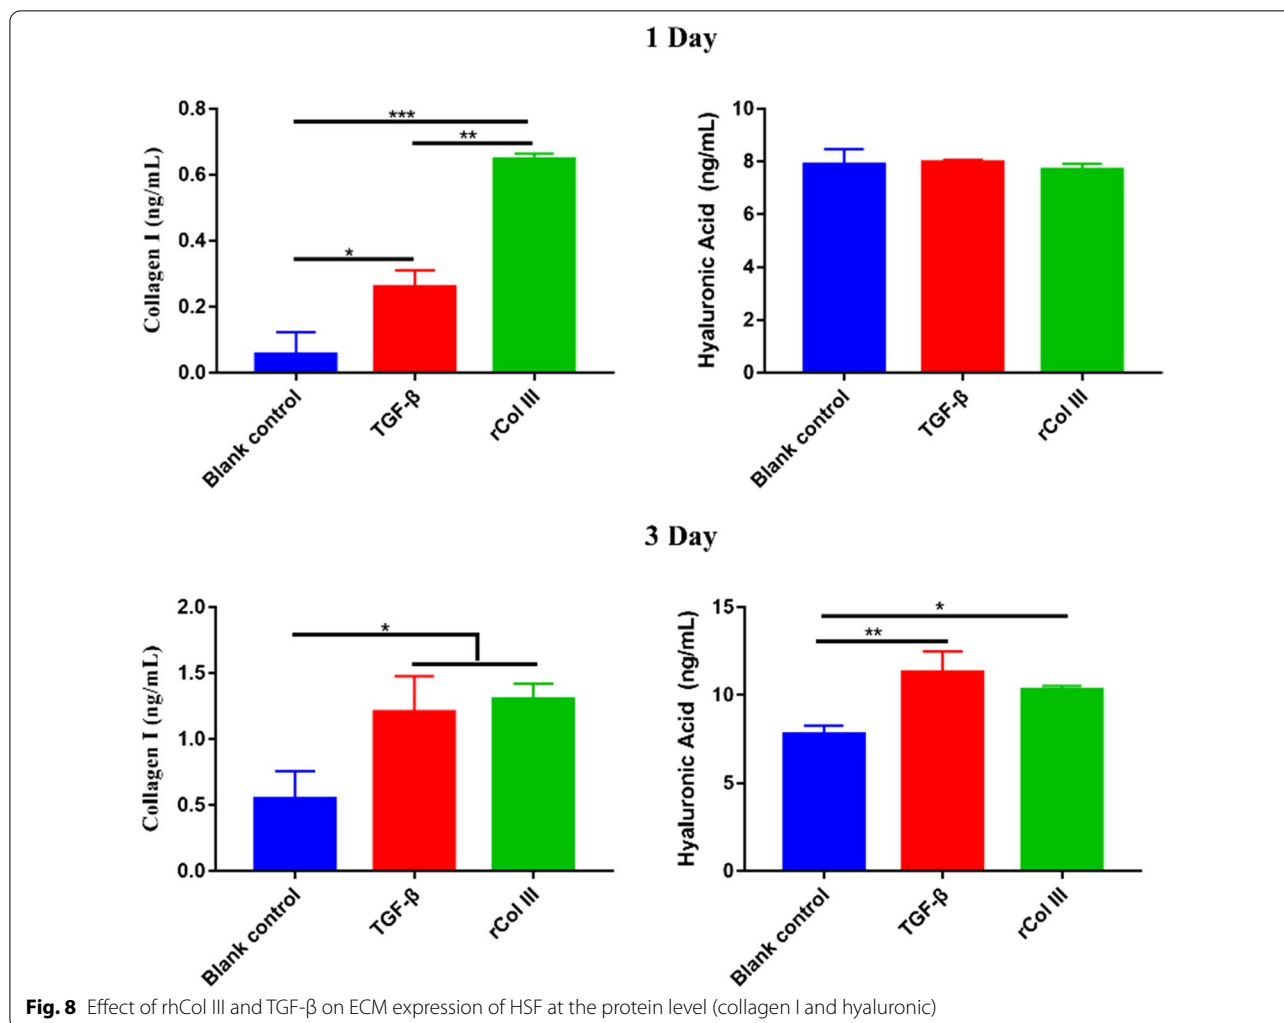 1 Day
Collagen I (ng/mL)
0.8
0.6
0.4
0.2
0.0
***
**
*
Blank control
TGF-β
rCol III
Hyaluronic Acid (ng/mL)
10
8
6
4
2
0
Blank control
TGF-β
rCol III
3 Day
Collagen I (ng/mL)
2.0
1.5
1.0
0.5
0.0
*
Blank control
TGF-β
rCol III
Hyaluronic Acid (ng/mL)
15
10
5
0
*
**
Blank control
TGF-β
rCol III
Fig. 8 Effect of rhCol III and TGF-β on ECM expression of HSF at the protein level (collagen I and hyaluronic)